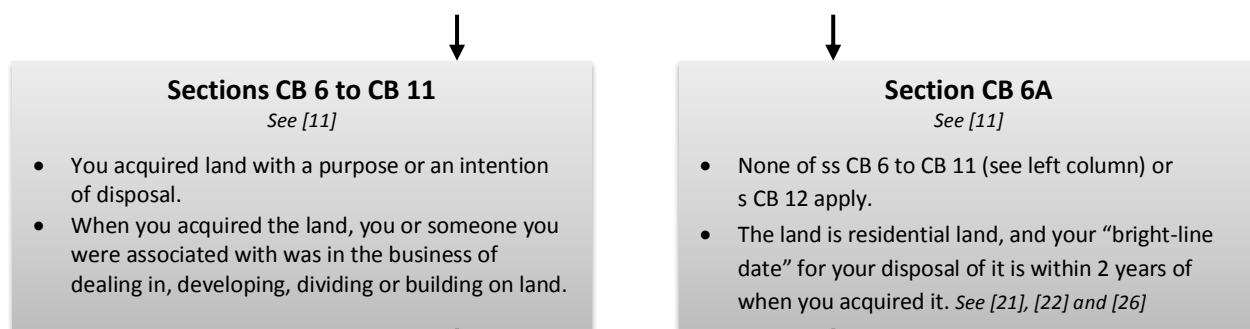 Sections CB 6 to CB 11
See [11]
• You acquired land with a purpose or an intention
of disposal.
• When you acquired the land, you or someone you
were associated with was in the business of
dealing in, developing, dividing or building on land.
Section CB 6A
See [11]
• None of ss CB 6 to CB 11 (see left column) or
s CB 12 apply.
• The land is residential land, and your “bright-line
date” for your disposal of it is within 2 years of
when you acquired it. See [21], [22] and [26]